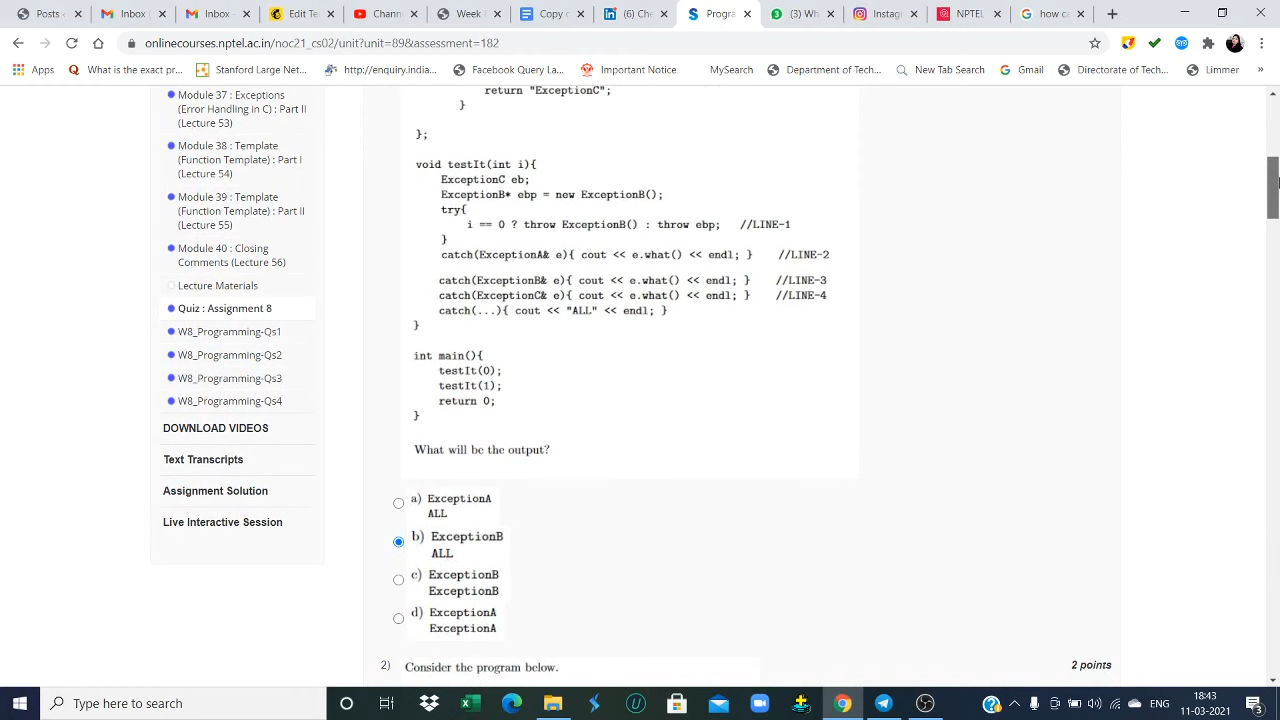 Posts
Inbox
Edit Te
Course
Week
Copy o
(6) Che
Progra
Wh
Instag
NPTEL
how ca
onlinecourses.nptel.ac.in/noc21_cs02/unit?unit=89&assessment=182
Apps
What is the exact pr...
Stanford Large Net...
http://enquiry.india...
Facebook Query La...
Important Notice
MySearch
Department of Tech...
New Tab Search
Gmail
Directorate of Tech...
Limmer
»
Module 37 : Exceptions
(Error Handling in C) : Part II
(Lecture 53)
Module 38 : Template
(Function Template) : Part I
(Lecture 54)
Module 39 : Template
(Function Template) : Part II
(Lecture 55)
Module 40 : Closing
Comments (Lecture 56)
Lecture Materials
Quiz : Assignment 8
W8_Programming-Qs1
W8_Programming-Qs2
W8_Programming-Qs3
W8_Programming-Qs4
DOWNLOAD VIDEOS
Text Transcripts
Assignment Solution
Live Interactive Session
return "ExceptionC";
}
};
void testIt(int i){
ExceptionC eb;
ExceptionB* ebp = new ExceptionB();
try{
i == 0 ? throw ExceptionB() : throw ebp; //LINE-1
}
catch(ExceptionA& e){ cout << e.what() << endl; } //LINE-2
catch(ExceptionB& e){ cout << e.what() << endl; } //LINE-3
catch(ExceptionC& e){ cout << e.what() << endl; } //LINE-4
catch(...){ cout << "ALL" << endl; }
}
int main(){
testIt(0);
testIt(1);
return 0;
}
What will be the output?
a) ExceptionA
ALL
b) ExceptionB
ALL
c) ExceptionB
ExceptionB
d) ExceptionA
ExceptionA
2) Consider the program below.
2 points
Type here to search
ENG
18:43
11-03-2021